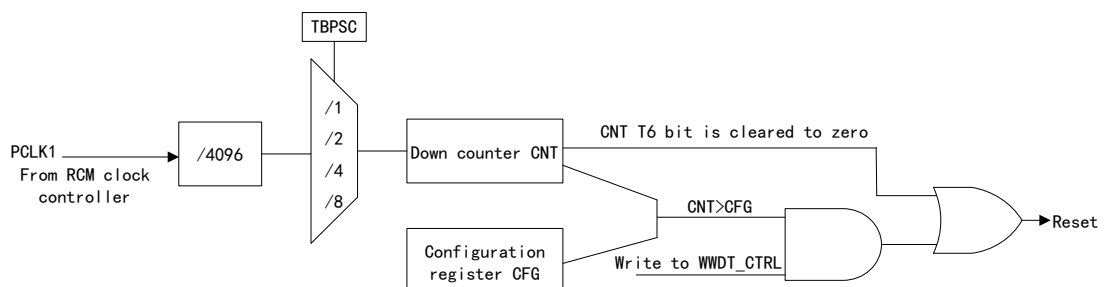 TBPSC
/1
/2
/4
/8
PCLK1
From RCM clock
controller
/4096
Down counter CNT
CNT T6 bit is cleared to zero
CNT>CFG
Configuration
register CFG
Write to WWDT_CTRL
Reset